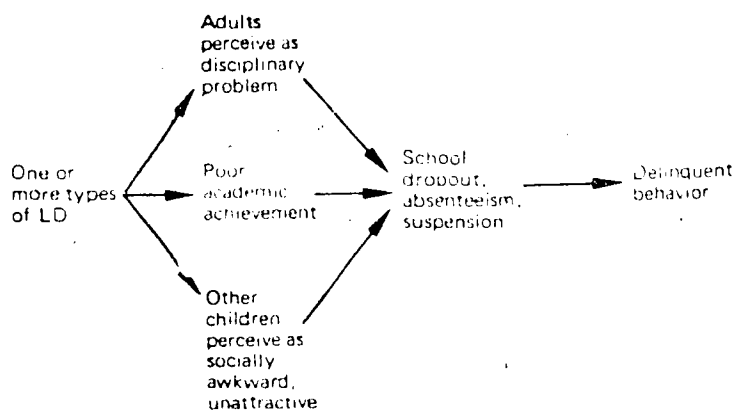 Adults
perceive as
disciplinary
problem
One or
more types
of LD
Poor
academic
achievement
School
dropout,
absenteeism,
suspension
Delinquent
behavior
Other
children
perceive as
socially
awkward,
unattractive